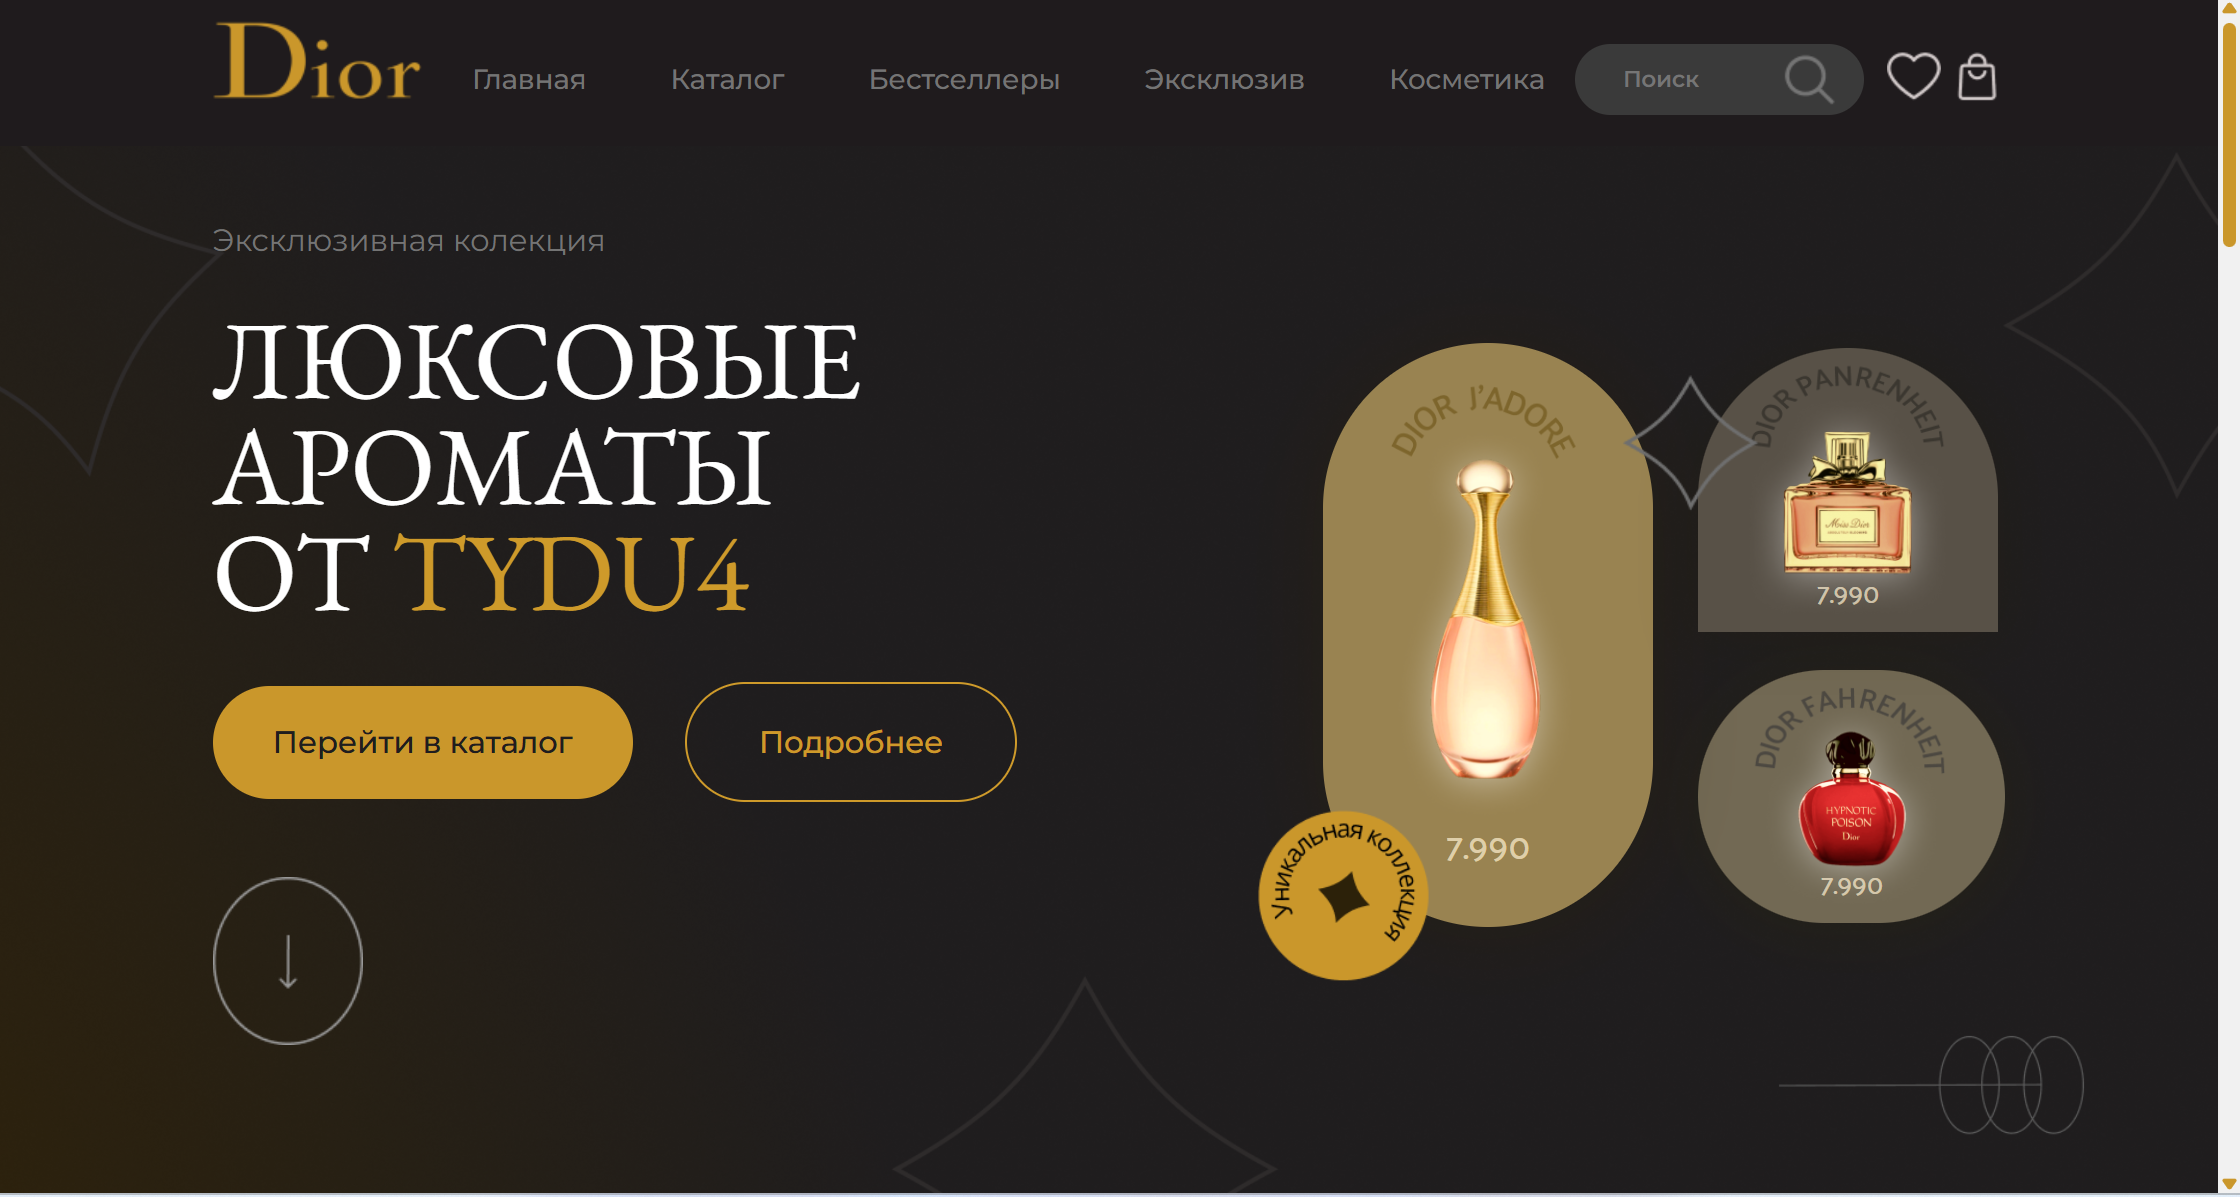 Dior
Главная
Каталог
Бестселлеры
Эксклюзив
Косметика
Поиск
Эксклюзивная колекция
ЛЮКСОВЫЕ
АРОМАТЫ
ОТ TYDU4
Перейти в каталог
Подробнее
DIOR J'ADORE
7.990
Уникальная коллекция
DIOR PANRENHEIT
Dior
7.990
DIOR FAHRENHEIT
HYPNOTIC
POISON
Dior
7.990